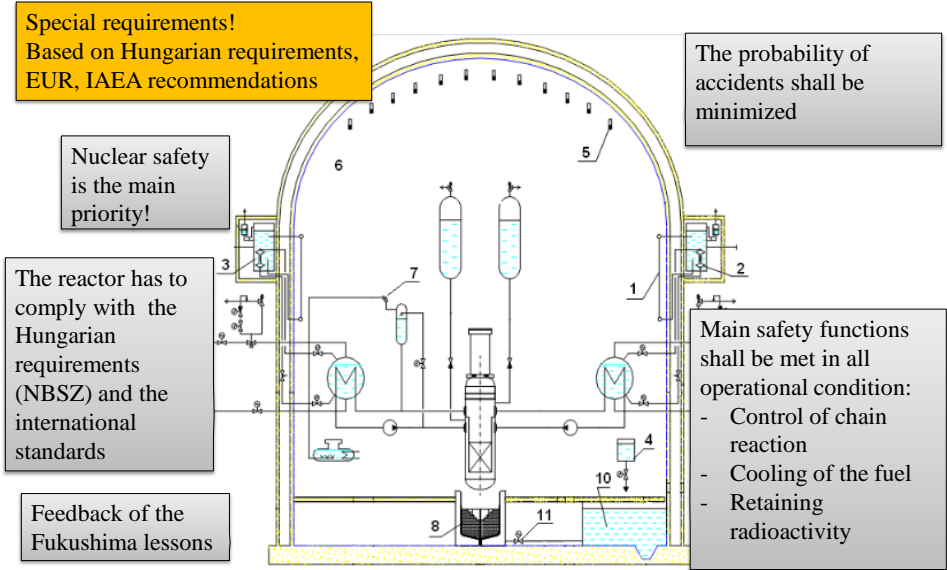 Special requirements!
Based on Hungarian requirements,
EUR, IAEA recommendations
The probability of
accidents shall be
minimized
Nuclear safety
is the main
priority!
The reactor has to
comply with  the
Hungarian
requirements
(NBSZ) and the
international
standards
Feedback of the
Fukushima lessons
Main safety functions
shall be met in all
operational condition:
- Control of chain
reaction
- Cooling of the fuel
- Retaining
radioactivity
5
6
3
2
7
1
4
10
8
11